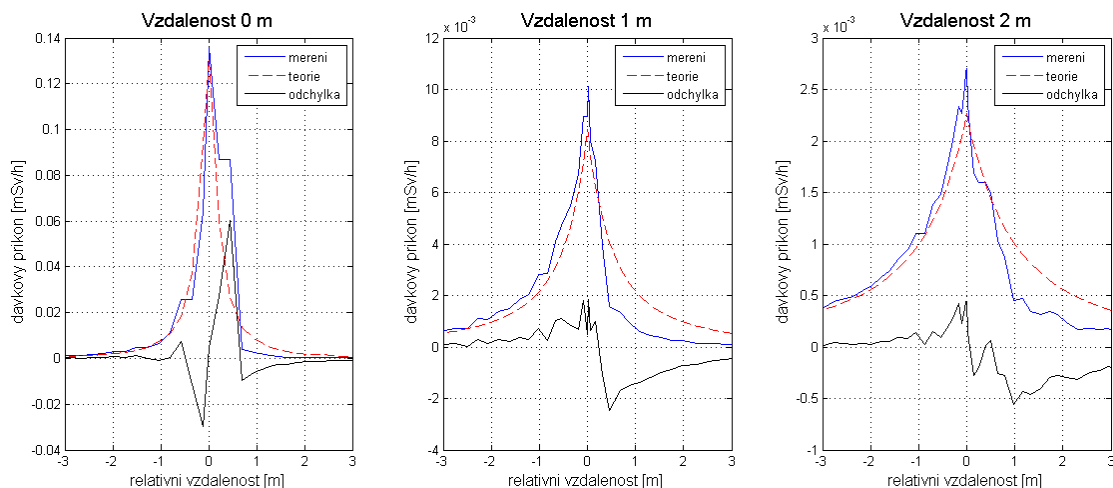 Vzdalenost 0 m
davkovy prikon [mSv/h]
0.14
0.12
0.1
0.08
0.06
0.04
0.02
0
-0.02
-0.04
mereni
teorie
odchylka
-3 -2 -1 0 1 2 3
relativni vzdalenost [m]
Vzdalenost 1 m
x 10^-3
davkovy prikon [mSv/h]
12
10
8
6
4
2
0
-2
-4
mereni
teorie
odchylka
-3 -2 -1 0 1 2 3
relativni vzdalenost [m]
Vzdalenost 2 m
x 10^-3
davkovy prikon [mSv/h]
3
2.5
2
1.5
1
0.5
0
-0.5
-1
mereni
teorie
odchylka
-3 -2 -1 0 1 2 3
relativni vzdalenost [m]